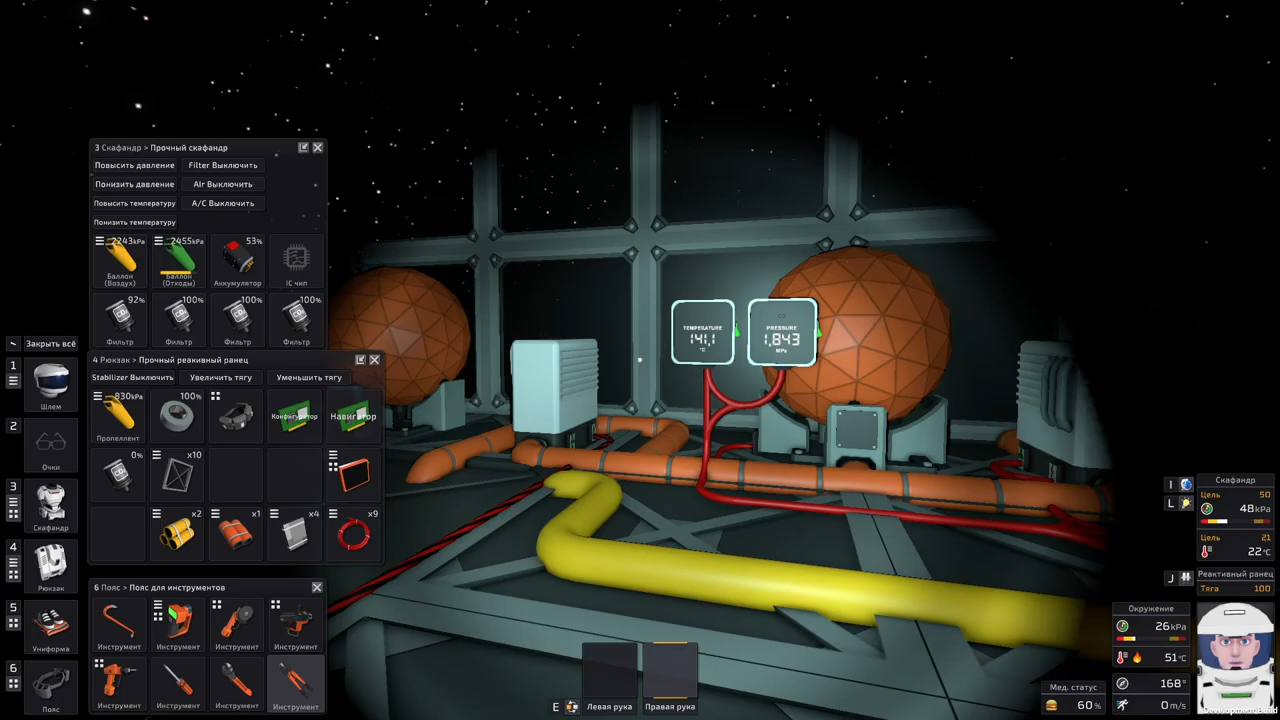 3 Скафандр > Прочный скафандр
Повысить давление
Filter Выключить
Понизить давление
AIr Выключить
Повысить температуру
A/C Выключить
Понизить температуру
2243kPa
Баллон (Воздух)
2455kPa
Баллон (Отходы)
53%
Аккумулятор
IC чип
92%
Фильтр
100%
Фильтр
100%
Фильтр
100%
Фильтр
~
Закрыть всё
1
Шлем
2
Очки
3
Скафандр
4
Рюкзак
5
Униформа
6
Пояс
4 Рюкзак > Прочный реактивный ранец
StabIlizer Выключить
Увеличить тягу
Уменьшить тягу
830kPa
Пропеллент
100%
Конфигуратор
Навигатор
0%
x10
x2
x1
x4
x9
6 Пояс > Пояс для инструментов
Инструмент
Инструмент
Инструмент
Инструмент
Инструмент
Инструмент
Инструмент
Инструмент
TEMPERATURE
141,1
°C
PRESSURE
1,843
MPa
E
Левая рука
Правая рука
I
L
J
Скафандр
Цель 50
48kPa
Цель 21
22°C
Реактивный ранец
Тяга 100
Окружение
26kPa
51°C
168°
0m/s
Мед. статус
60%
Development Build